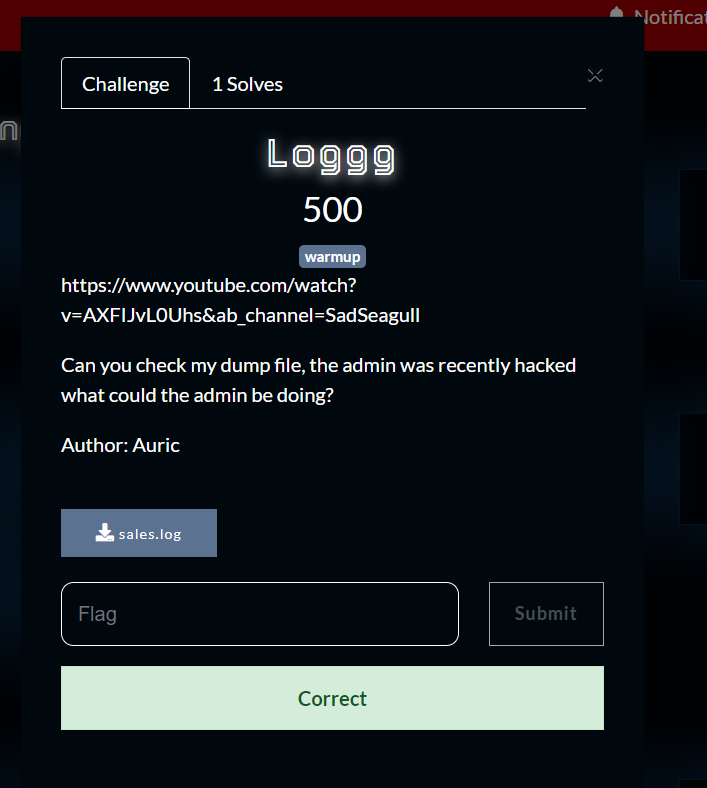 Notificat
Challenge
1 Solves
n
Loggg
500
warmup
https://www.youtube.com/watch?
v=AXFIJvL0Uhs&ab_channel=SadSeagull
Can you check my dump file, the admin was recently hacked
what could the admin be doing?
Author: Auric
sales.log
Flag
Submit
Correct